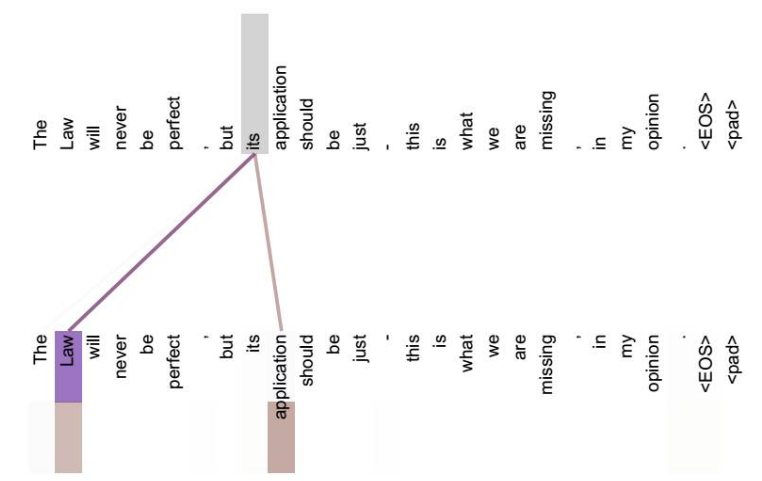 The Law will never be perfect , but its application should be just - this is what we are missing , in my opinion . <EOS> <pad>
The Law will never be perfect , but its application should be just - this is what we are missing , in my opinion . <EOS> <pad>